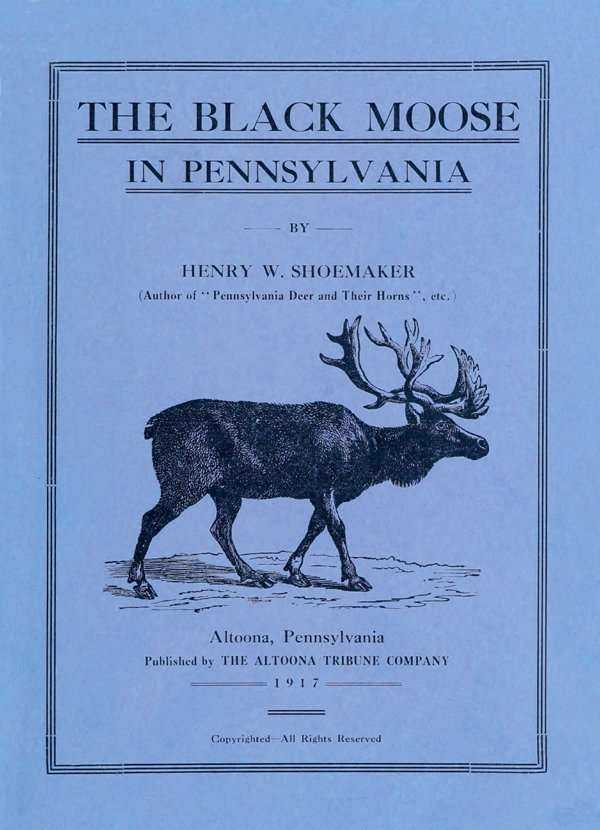 THE BLACK MOOSE
IN PENNSYLVANIA
BY
HENRY W. SHOEMAKER
(Author of "Pennsylvania Deer and Their Horns", etc.)
Altoona, Pennsylvania
Published by THE ALTOONA TRIBUNE COMPANY
1917
Copyrighted—All Rights Reserved